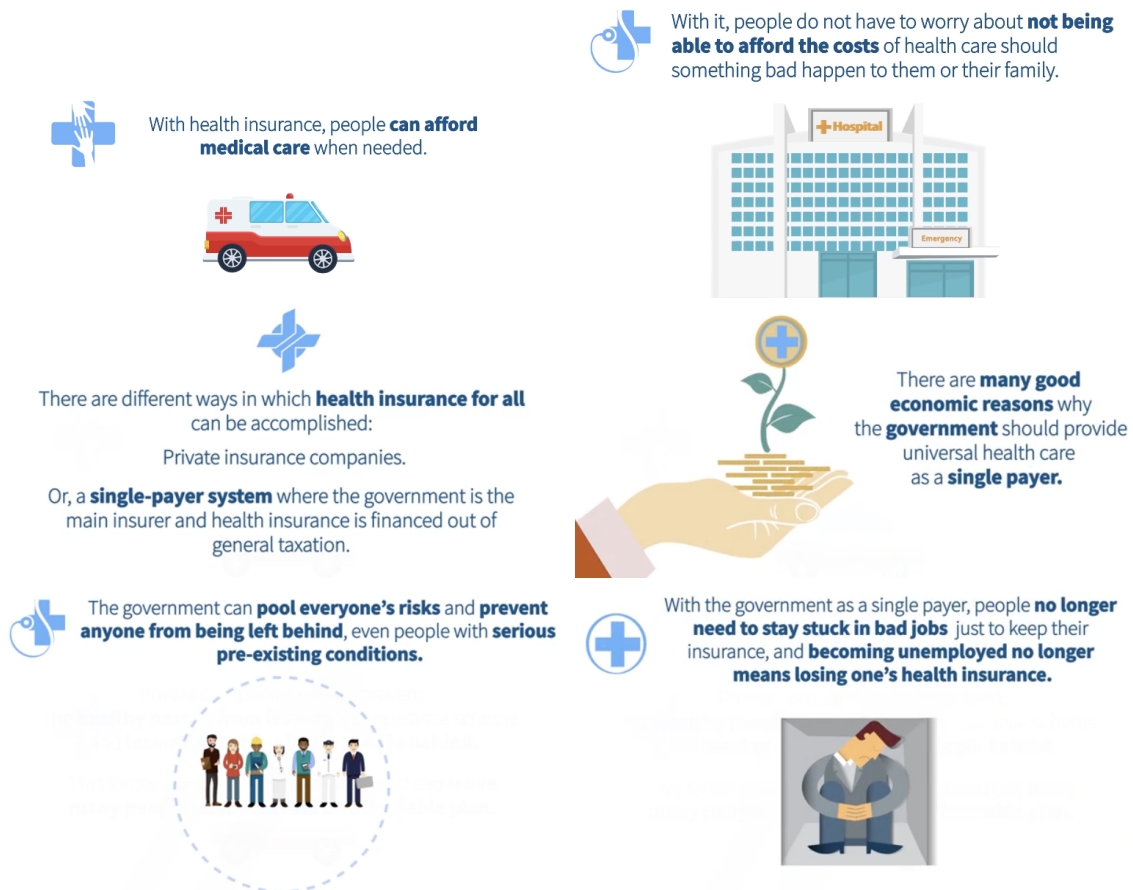 With health insurance, people can afford
medical care when needed.
With it, people do not have to worry about not being
able to afford the costs of health care should
something bad happen to them or their family.
Hospital
Emergency
There are different ways in which health insurance for all
can be accomplished:
Private insurance companies.
Or, a single-payer system where the government is the
main insurer and health insurance is financed out of
general taxation.
There are many good
economic reasons why
the government should provide
universal health care
as a single payer.
The government can pool everyone's risks and prevent
anyone from being left behind, even people with serious
pre-existing conditions.
With the government as a single payer, people no longer
need to stay stuck in bad jobs just to keep their
insurance, and becoming unemployed no longer
means losing one's health insurance.